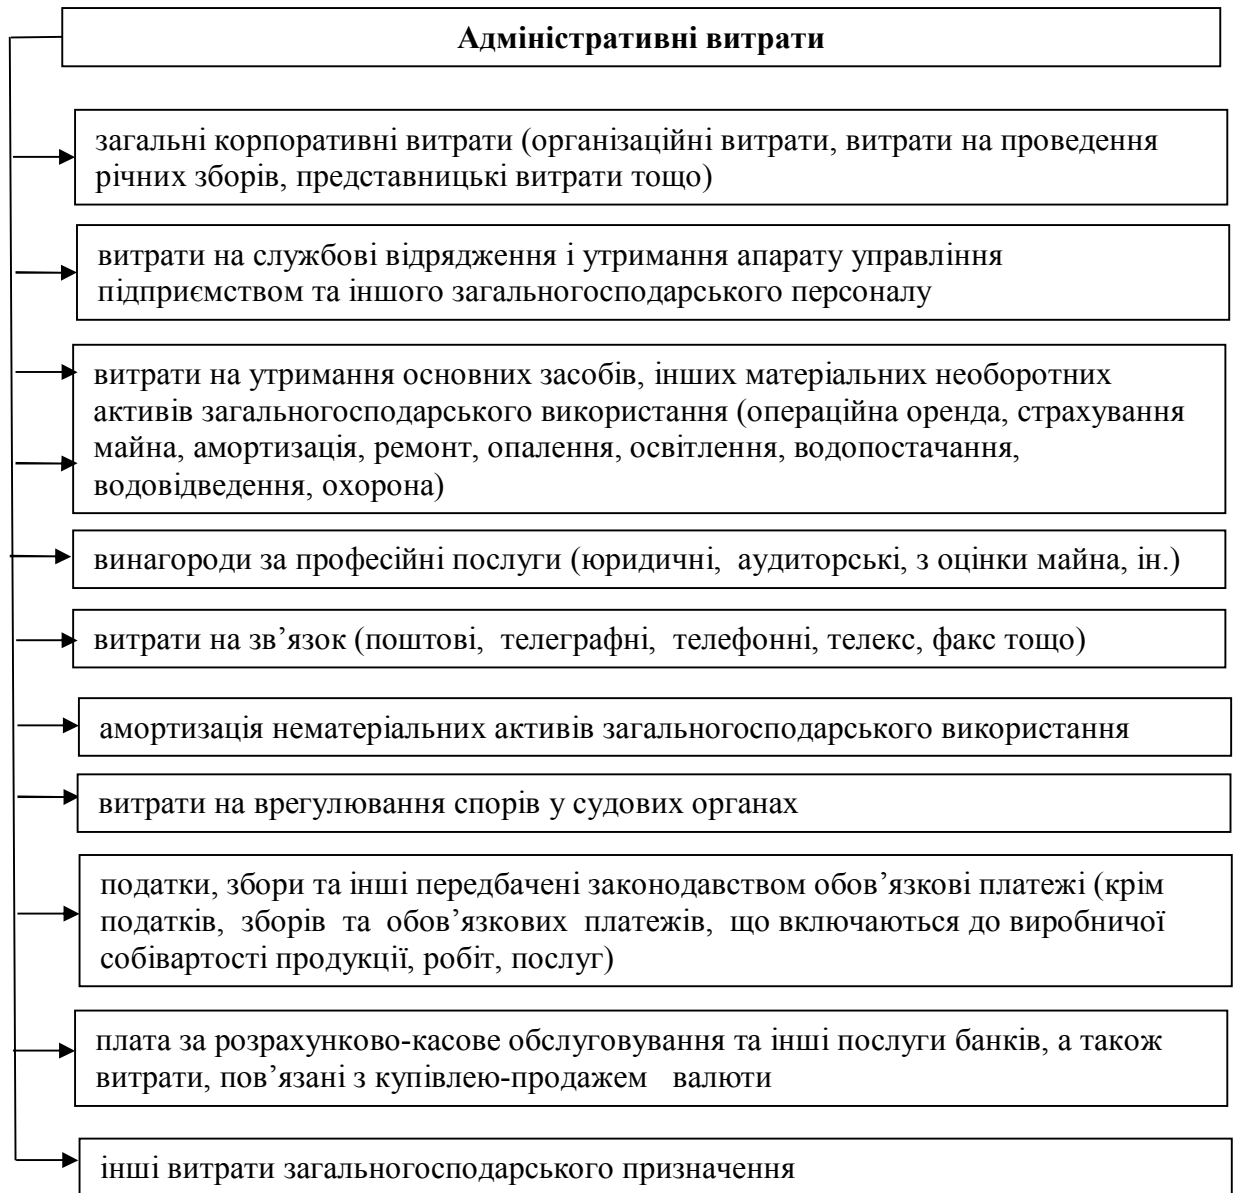 Адміністративні витрати
загальні корпоративні витрати (організаційні витрати, витрати на проведення
річних зборів, представницькі витрати тощо)
витрати на службові відрядження і утримання апарату управління
підприємством та іншого загальногосподарського персоналу
витрати на утримання основних засобів, інших матеріальних необоротних
активів загальногосподарського використання (операційна оренда, страхування
майна, амортизація, ремонт, опалення, освітлення, водопостачання,
водовідведення, охорона)
винагороди за професійні послуги (юридичні, аудиторські, з оцінки майна, ін.)
витрати на зв’язок (поштові, телеграфні, телефонні, телекс, факс тощо)
амортизація нематеріальних активів загальногосподарського використання
витрати на врегулювання спорів у судових органах
податки, збори та інші передбачені законодавством обов’язкові платежі (крім
податків, зборів та обов’язкових платежів, що включаються до виробничої
собівартості продукції, робіт, послуг)
плата за розрахунково-касове обслуговування та інші послуги банків, а також
витрати, пов’язані з купівлею-продажем валюти
інші витрати загальногосподарського призначення